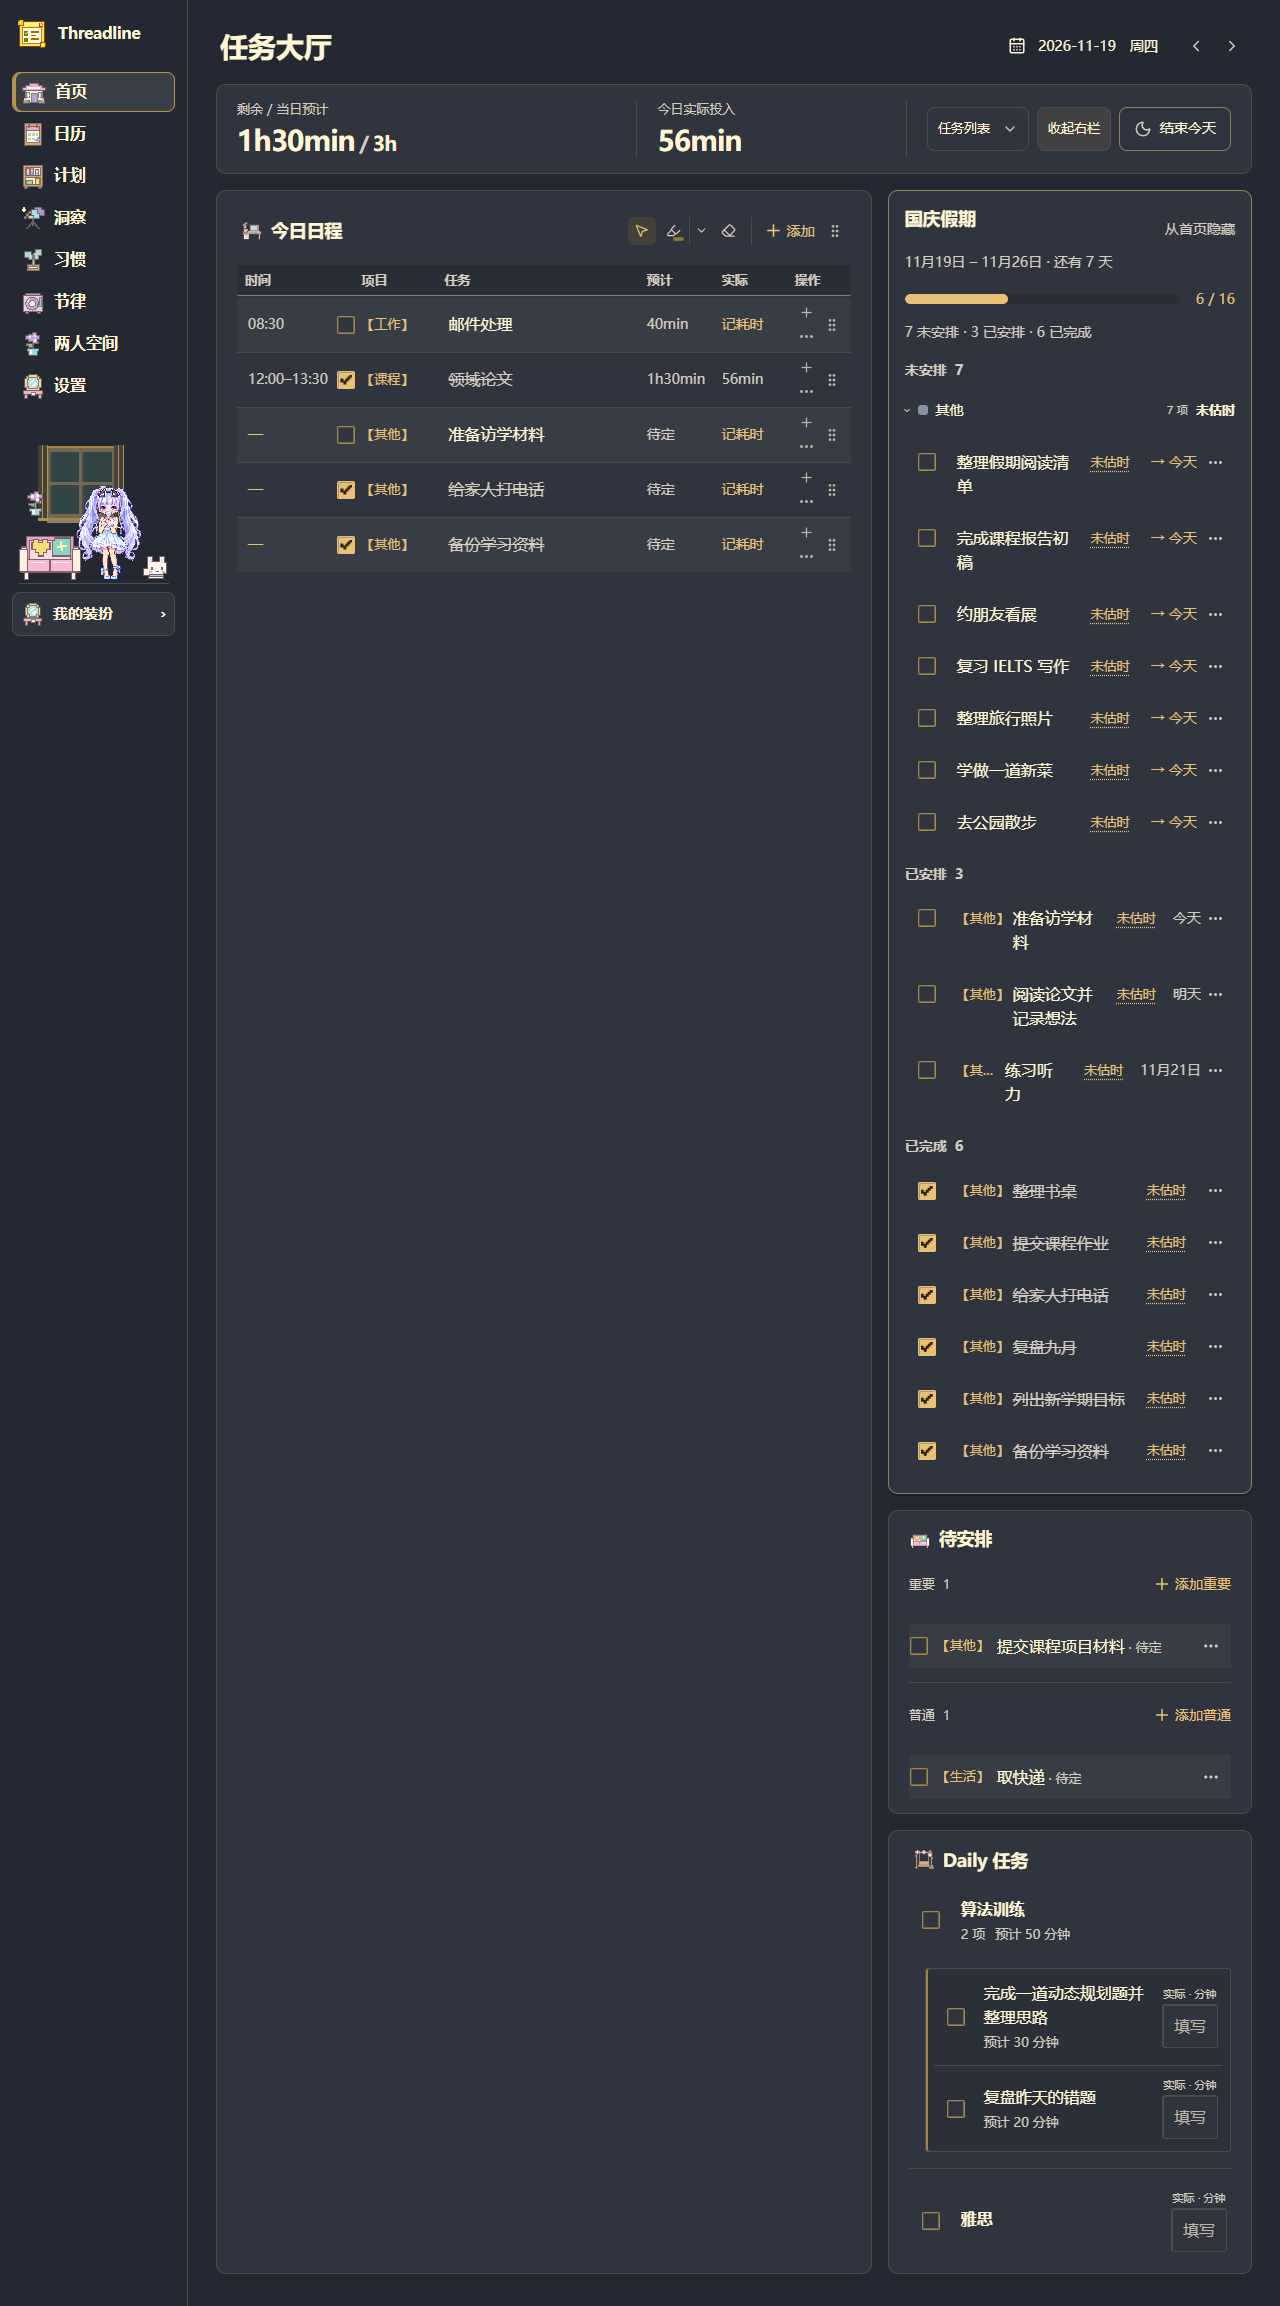 Threadline
首页
日历
计划
洞察
习惯
节律
两人空间
设置
我的装扮 ›
任务大厅
2026-11-19 周四
剩余 / 当日预计
1h30min / 3h
今日实际投入
56min
任务列表
收起右栏
结束今天
今日日程
添加
时间 项目 任务 预计 实际 操作
08:30 【工作】 邮件处理 40min 记耗时
12:00–13:30 【课程】 领域论文 1h30min 56min
— 【其他】 准备访学材料 待定 记耗时
— 【其他】 给家人打电话 待定 记耗时
— 【其他】 备份学习资料 待定 记耗时
国庆假期
从首页隐藏
11月19日 – 11月26日 · 还有 7 天
6 / 16
7 未安排 · 3 已安排 · 6 已完成
未安排 7
其他 7 项 未估时
整理假期阅读清
单
未估时 → 今天
完成课程报告初
稿
未估时 → 今天
约朋友看展 未估时 → 今天
复习 IELTS 写作 未估时 → 今天
整理旅行照片 未估时 → 今天
学做一道新菜 未估时 → 今天
去公园散步 未估时 → 今天
已安排 3
【其他】 准备访学材
料
未估时 今天
【其他】 阅读论文并
记录想法
未估时 明天
【其... 练习听
力
未估时 11月21日
已完成 6
【其他】 整理书桌 未估时
【其他】 提交课程作业 未估时
【其他】 给家人打电话 未估时
【其他】 复盘九月 未估时
【其他】 列出新学期目标 未估时
【其他】 备份学习资料 未估时
待安排
重要 1 添加重要
【其他】 提交课程项目材料 · 待定
普通 1 添加普通
【生活】 取快递 · 待定
Daily 任务
算法训练
2 项 预计 50 分钟
完成一道动态规划题并
整理思路
预计 30 分钟
实际 · 分钟
填写
复盘昨天的错题
预计 20 分钟
实际 · 分钟
填写
雅思
实际 · 分钟
填写